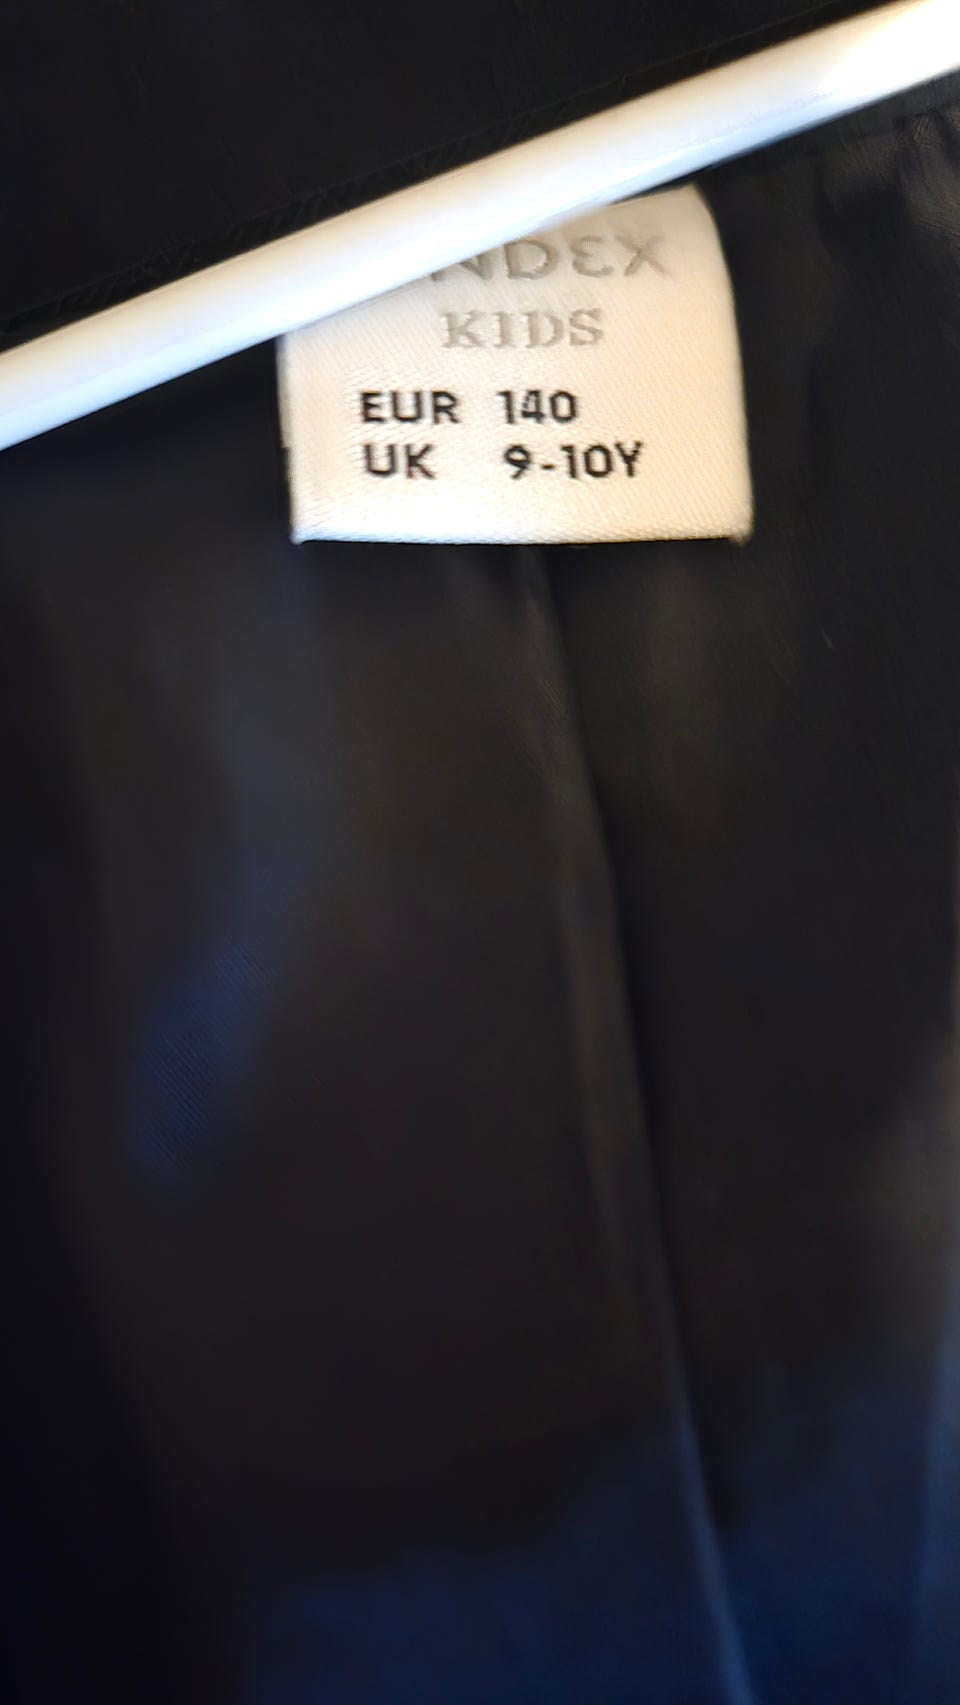 NDEX
KIDS
EUR 140
UK 9-10Y